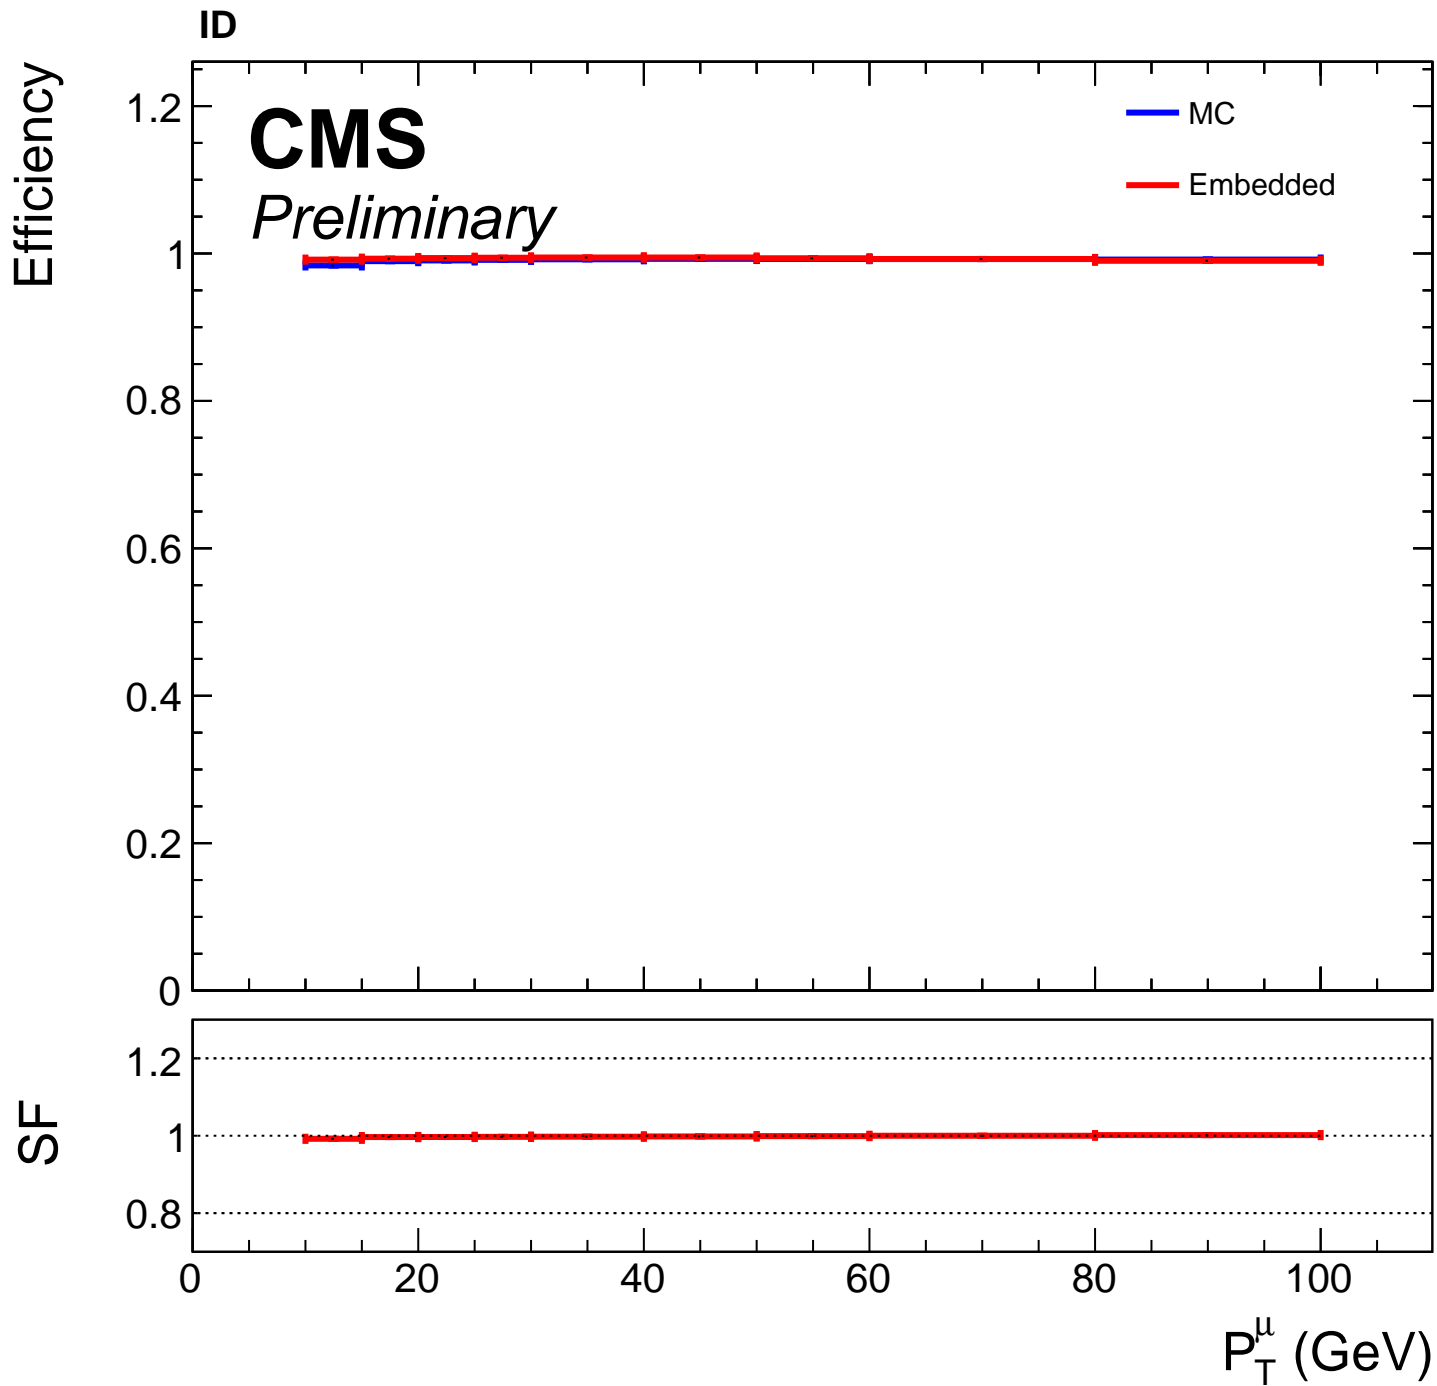 ID
Efficiency
CMS
Preliminary
MC
Embedded
1.2
1
0.8
0.6
0.4
0.2
0
SF
1.2
1
0.8
0 20 40 60 80 100
P_T^μ (GeV)